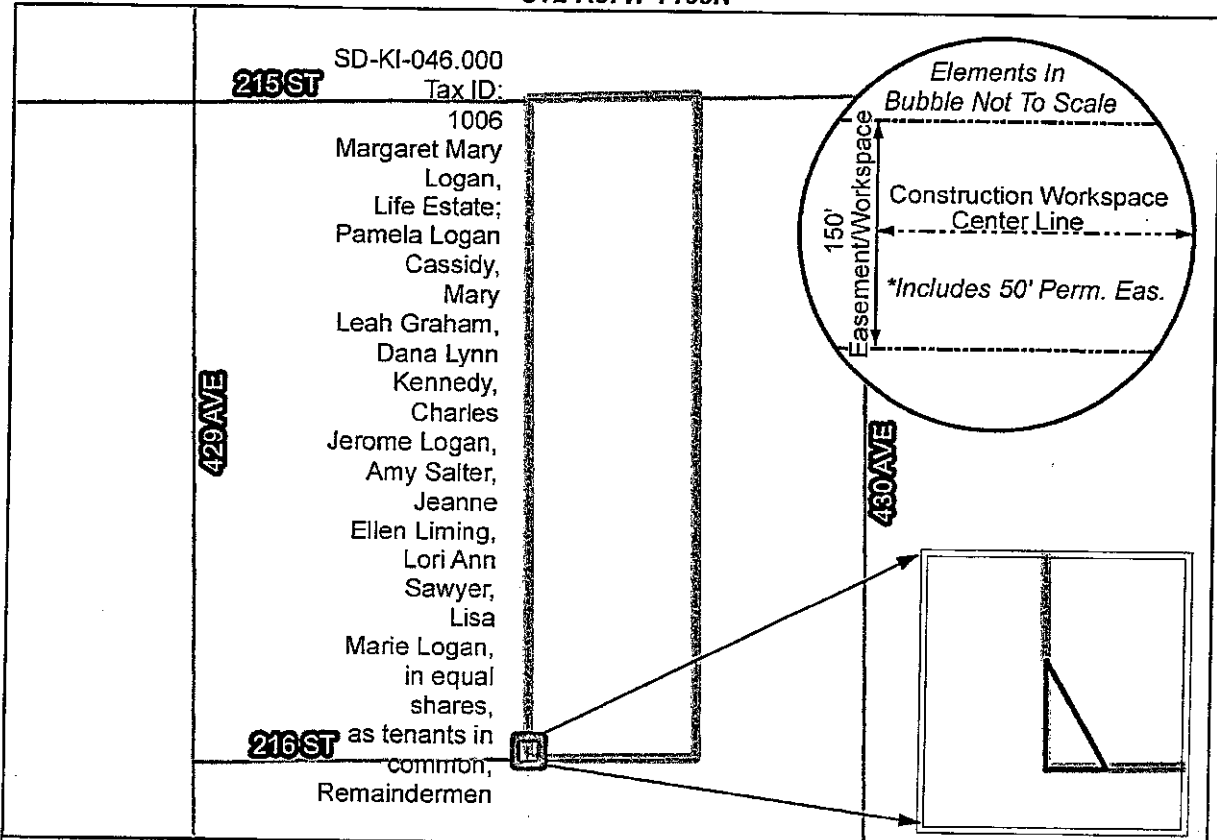 215 ST
SD-KI-046.000
Tax ID:
1006
Margaret Mary
Logan,
Life Estate;
Pamela Logan
Cassidy,
Mary
Leah Graham,
Dana Lynn
Kennedy,
Charles
Jerome Logan,
Amy Salter,
Jeanne
Ellen Liming,
Lori Ann
Sawyer,
Lisa
Marie Logan,
in equal
shares,
as tenants in
common,
Remaindermen
429 AVE
216 ST
Elements In
Bubble Not To Scale
150'
Easement/Workspace
Construction Workspace
Center Line
*Includes 50' Perm. Eas.
430 AVE